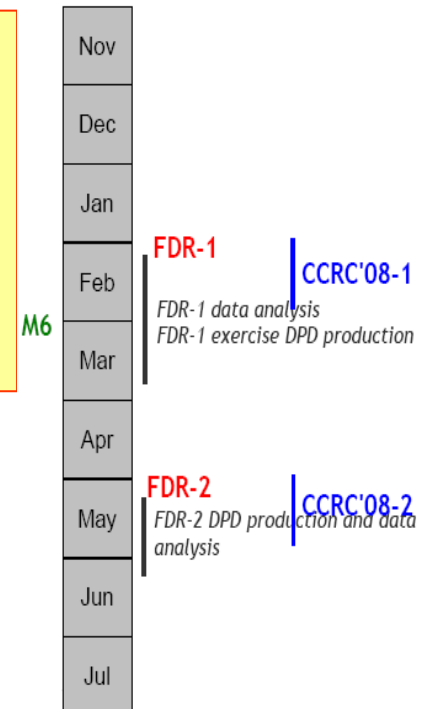 Nov
Dec
Jan
FDR-1
CCRC'08-1
Feb
FDR-1 data analysis
M6
FDR-1 exercise DPD production
Mar
Apr
FDR-2
CCRC'08-2
May
FDR-2 DPD production and data
analysis
Jun
Jul